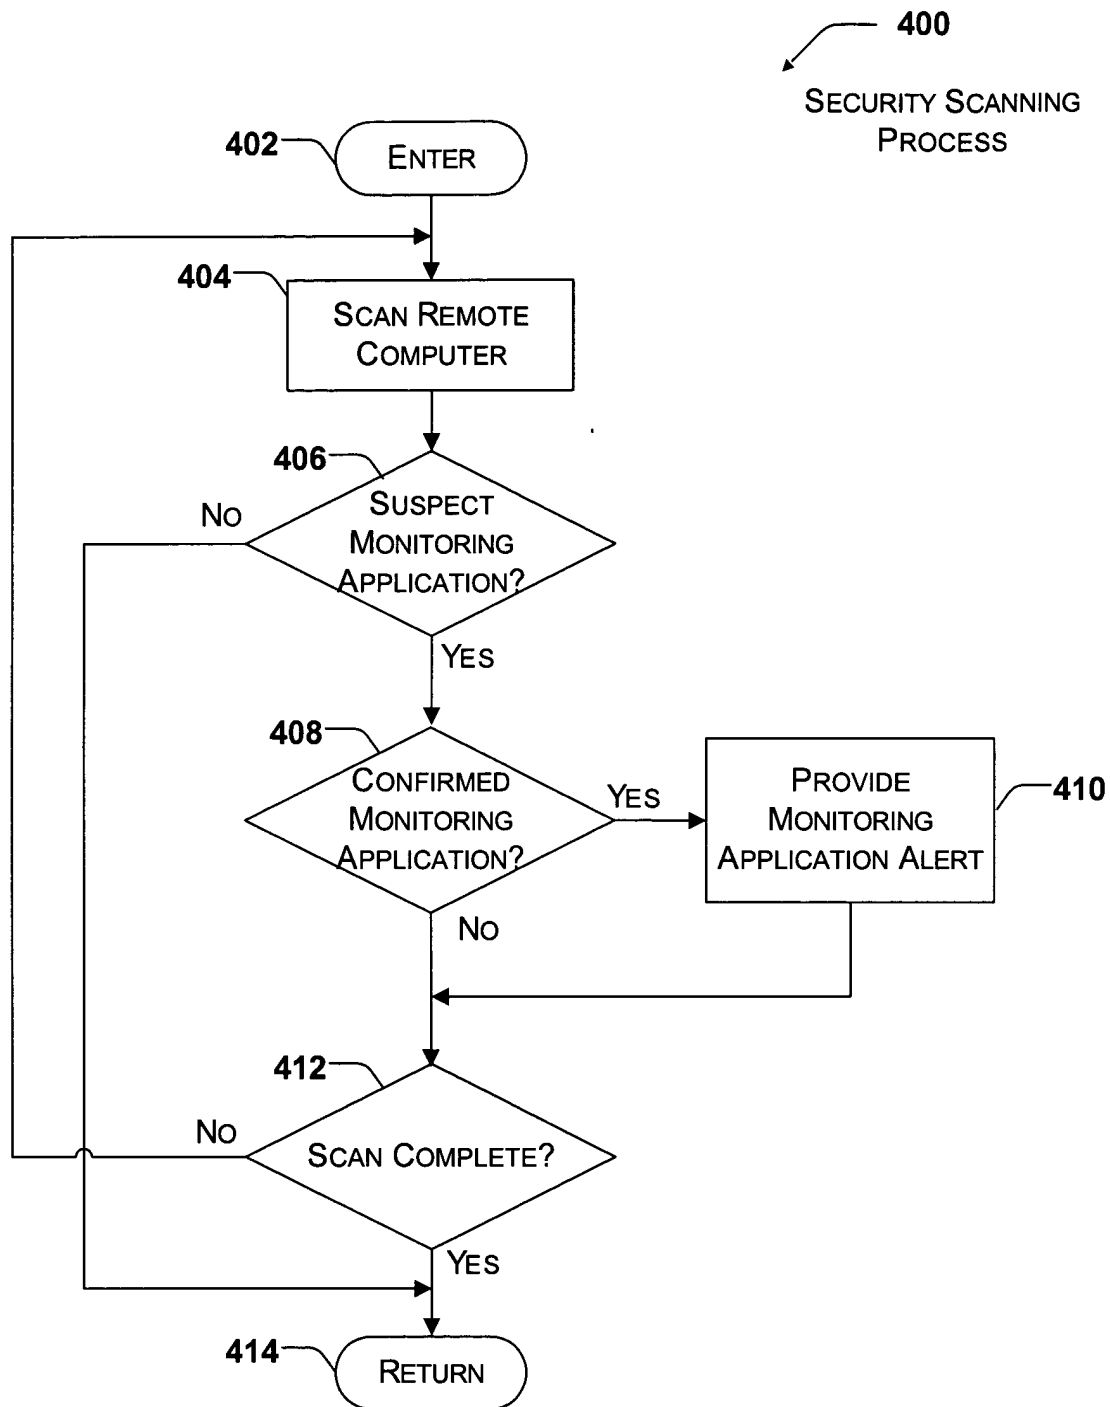 400
SECURITY SCANNING
PROCESS
402
ENTER
404
SCAN REMOTE
COMPUTER
406
NO
SUSPECT
MONITORING
APPLICATION?
YES
408
CONFIRMED
MONITORING
APPLICATION?
YES
PROVIDE
MONITORING
APPLICATION ALERT
410
NO
412
NO
SCAN COMPLETE?
YES
414
RETURN